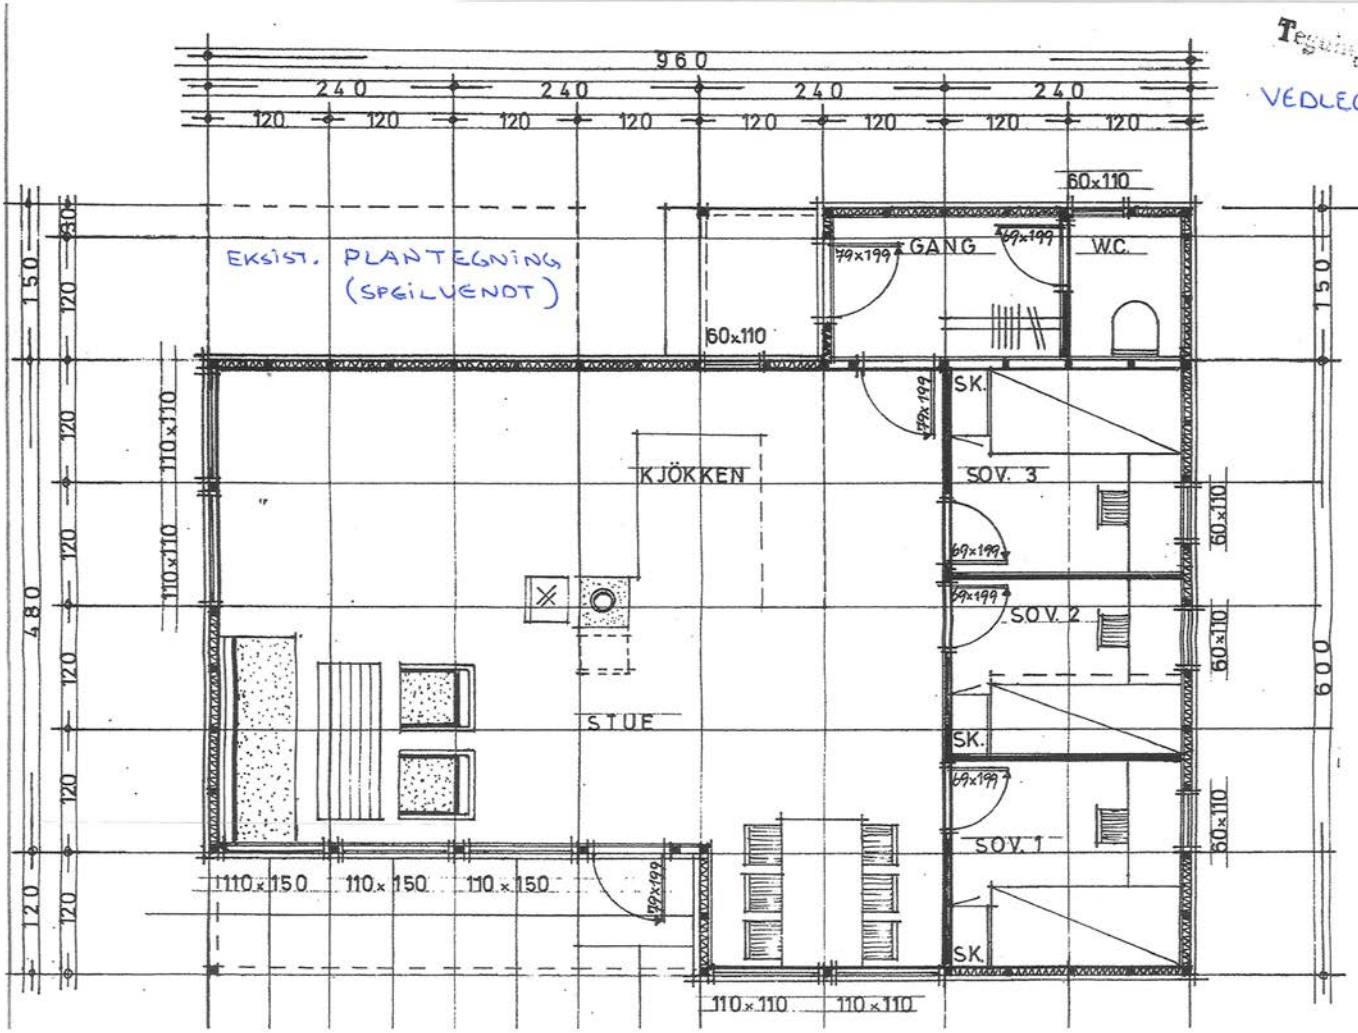 960
240 240 240 240
120 120 120 120 120 120 120 120
VEDLEG
60x110
EKSIST. PLANTEGNING
(SPEILVENDT)
GANG
W.C.
79x199
69x199
60x110
30
150
120
150
110x110
110x110
79x199
SK.
KJÖKKEN
SOV. 3
120
120
69x199
60x110
69x199
SOV. 2
60x110
480
600
120
STUE
SK.
120
69x199
SOV. 1
60x110
110x150 110x150 110x150
79x199
120
120
SK.
110x110 110x110